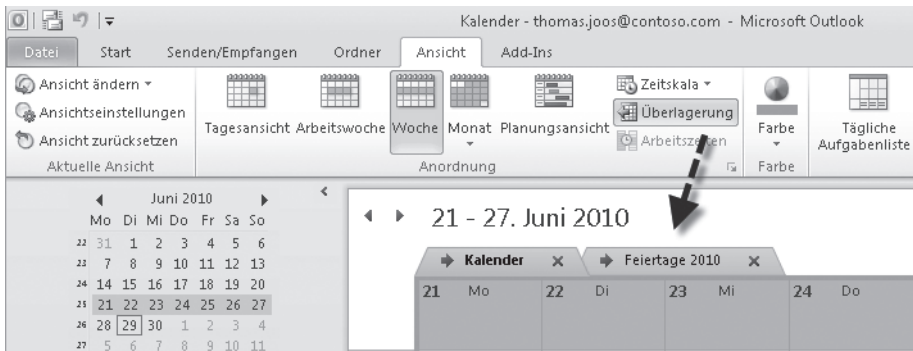 Kalender - thomas.joos@contoso.com - Microsoft Outlook
Datei Start Senden/Empfangen Ordner Ansicht Add-Ins
Ansicht ändern
Ansichtseinstellungen
Ansicht zurücksetzen
Aktuelle Ansicht
Tagesansicht Arbeitswoche Woche Monat Planungsansicht
Zeitskala
Überlagerung
Arbeitszeiten
Anordnung
Farbe
Farbe
Tägliche
Aufgabenliste
Juni 2010
Mo Di Mi Do Fr Sa So
22 31 1 2 3 4 5 6
23 7 8 9 10 11 12 13
24 14 15 16 17 18 19 20
25 21 22 23 24 25 26 27
26 28 29 30 1 2 3 4
27 5 6 7 8 9 10 11
21 - 27. Juni 2010
Kalender Feiertage 2010
21 Mo 22 Di 23 Mi 24 Do